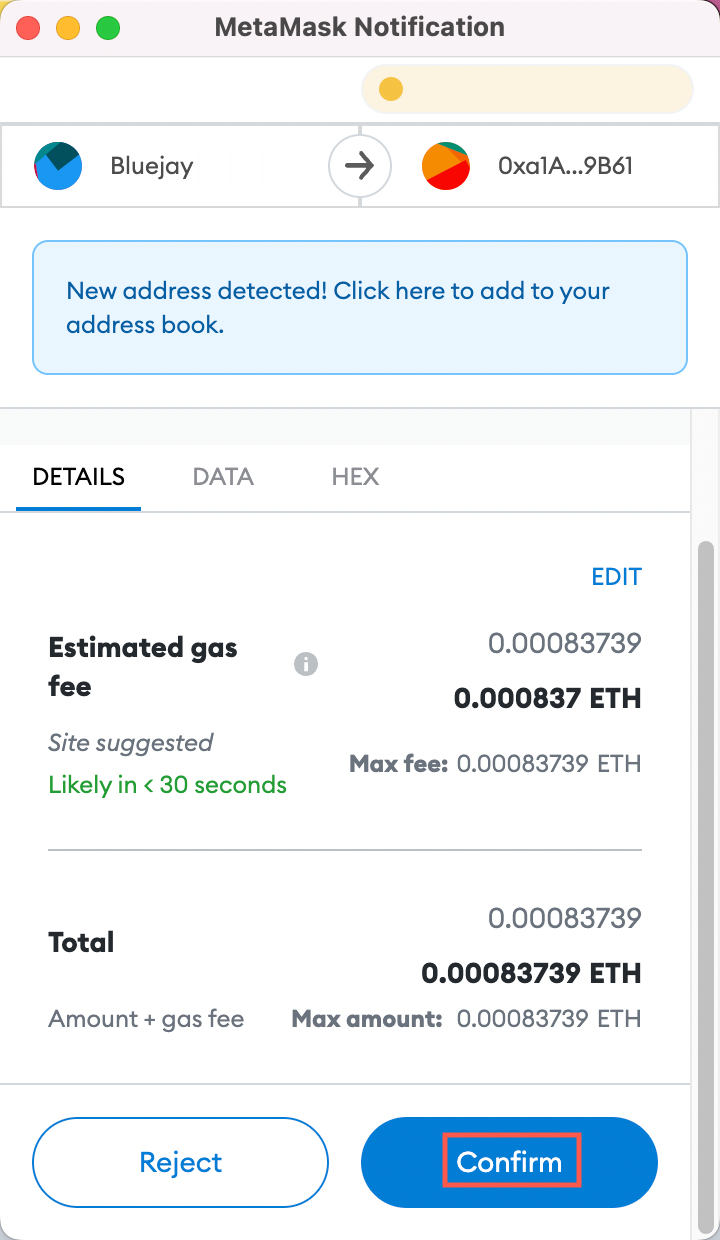 MetaMask Notification
Bluejay
0xa1A...9B61
New address detected! Click here to add to your
address book.
DETAILS DATA HEX
EDIT
Estimated gas
fee
0.00083739
0.000837 ETH
Site suggested
Likely in < 30 seconds
Max fee: 0.00083739 ETH
Total
0.00083739
0.00083739 ETH
Amount + gas fee
Max amount: 0.00083739 ETH
Reject
Confirm